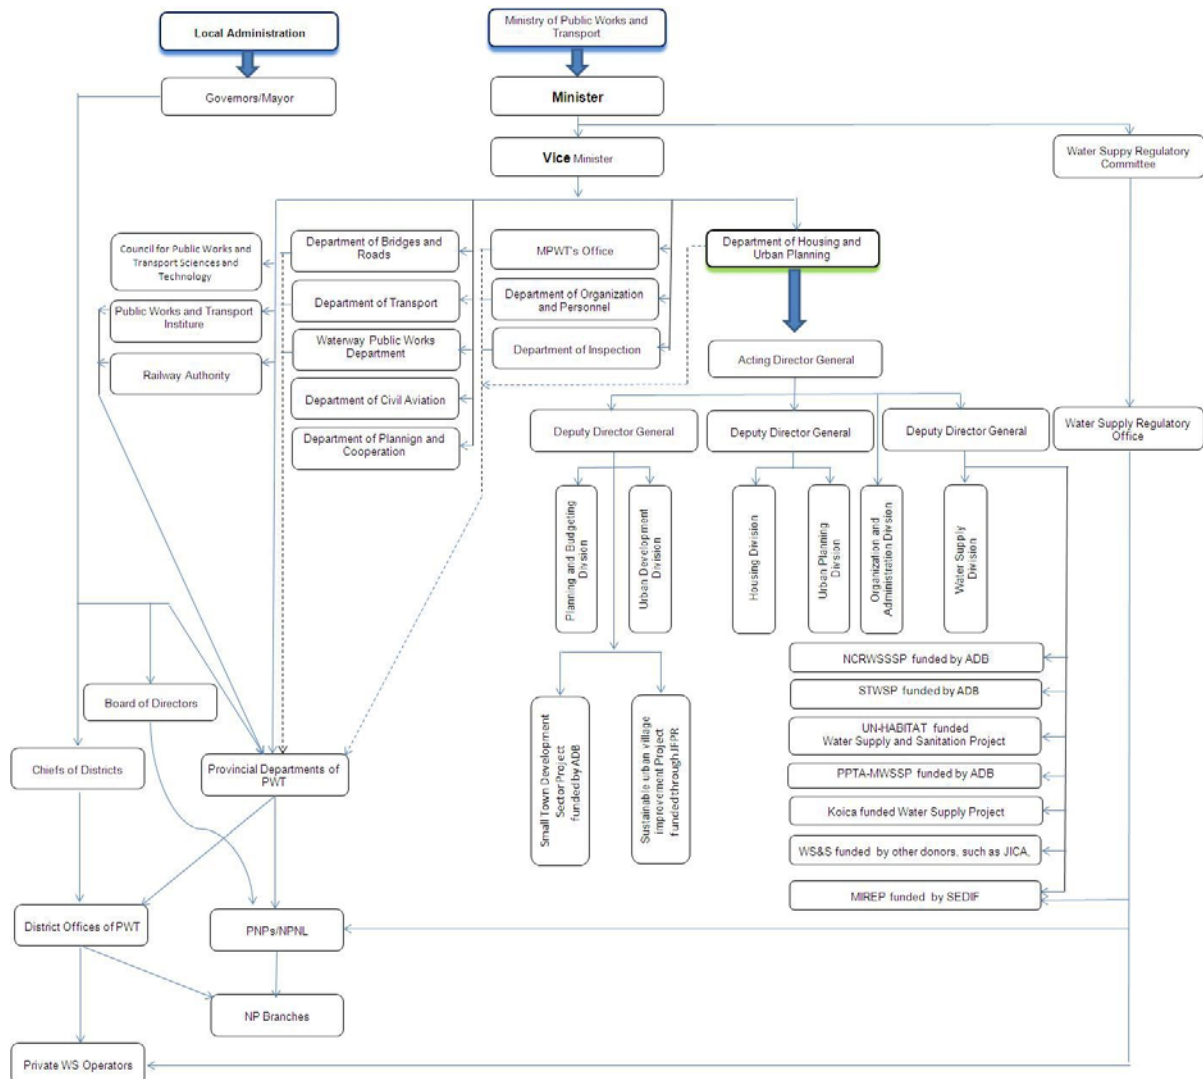 Local Administration
Ministry of Public Works and
Transport
Governors/Mayor
Minister
Vice Minister
Water Suppy Regulatory
Committee
Council for Public Works and
Transport Sciences and
Technology
Department of Bridges and
Roads
MPWT's Office
Department of Housing and
Urban Planning
Public Works and Transport
Institure
Department of Transport
Department of Organization
and Personnel
Railway Authority
Waterway Public Works
Department
Department of Inspection
Acting Director General
Department of Civil Aviation
Department of Plannign and
Cooperation
Deputy Director General
Deputy Director General
Deputy Director General
Water Supply Regulatory
Office
Planning and Budgeting
Divsion
Urban Development
Division
Housing Division
Urban Planning
Division
Organization and
Administration Division
Water Supply
Division
NCRWSSSP funded by ADB
STWSP funded by ADB
UN-HABITAT funded
Water Supply and Sanitation Project
PPTA-MWSSP funded by ADB
Koica funded Water Supply Project
WS&S funded by other donors, such as JICA,
MIREP funded by SEDIF
Small Town Development
Sector Project
funded by ADB
Sustainable urban village
improvement Project
funded through JFPR
Board of Directors
Chiefs of Districts
Provincial Departments of
PWT
District Offices of PWT
PNPs/NPNL
NP Branches
Private WS Operators